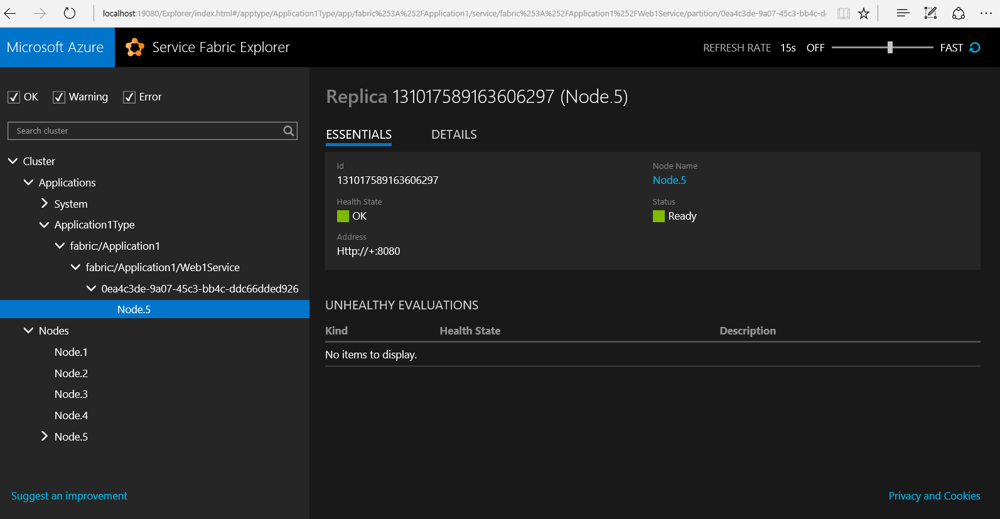 localhost:19080/Explorer/index.html#/apptype/Application1Type/app/fabric%253A%252FApplication1/service/fabric%253A%252FApplication1%252FWeb1Service/partition/0ea4c3de-9a07-45c3-bb4c-d
Microsoft Azure
Service Fabric Explorer
REFRESH RATE 15s OFF FAST
OK Warning Error
Search cluster
Cluster
Applications
System
Application1Type
fabric:/Application1
fabric:/Application1/Web1Service
0ea4c3de-9a07-45c3-bb4c-ddc66dded926
Node.5
Nodes
Node.1
Node.2
Node.3
Node.4
Node.5
Suggest an improvement
Replica 131017589163606297 (Node.5)
ESSENTIALS DETAILS
Id
131017589163606297
Node Name
Node.5
Health State
OK
Status
Ready
Address
Http://+:8080
UNHEALTHY EVALUATIONS
Kind Health State Description
No items to display.
Privacy and Cookies